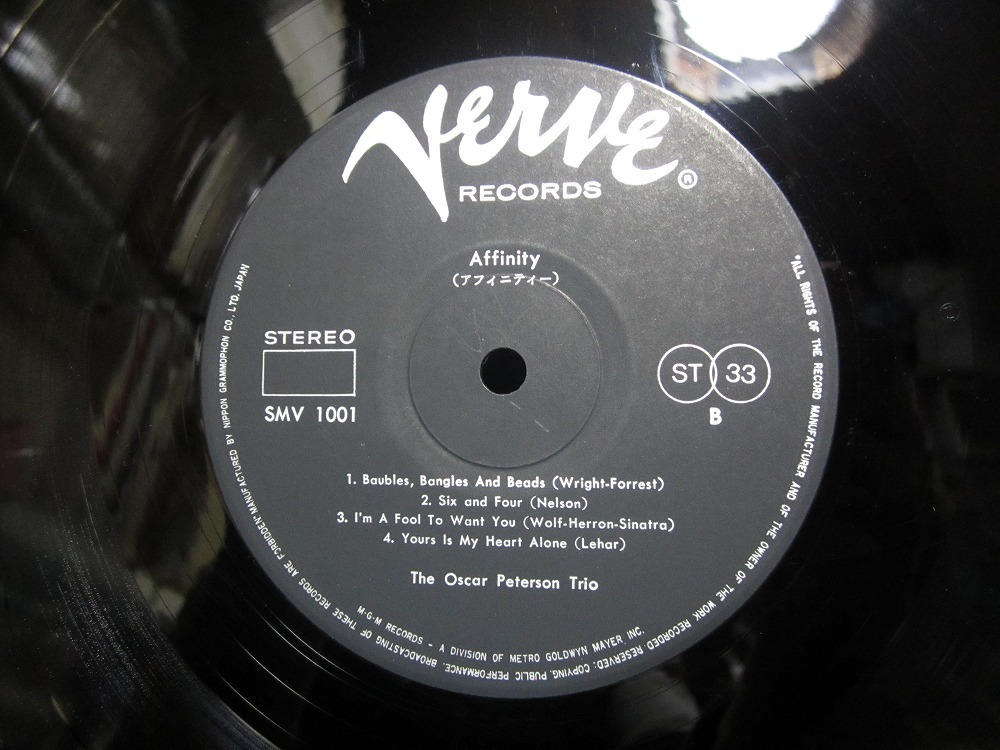 Verve
RECORDS
®
Affinity
(アフィニティー)
STEREO
SMV 1001
ST 33
B
1. Baubles, Bangles And Beads (Wright-Forrest)
2. Six and Four (Nelson)
3. I'm A Fool To Want You (Wolf-Herron-Sinatra)
4. Yours Is My Heart Alone (Lehar)
The Oscar Peterson Trio
M-G-M RECORDS - A DIVISION OF METRO GOLDWYN MAYER INC.
"ALL RIGHTS OF THE RECORD MANUFACTURER AND OF THE OWNER OF THE WORK RECORDED RESERVED; COPYING, PUBLIC PERFORMANCE, BROADCASTING OF THESE RECORDS ARE FORBIDDEN" MANUFACTURED BY NIPPON GRAMMOPHON CO., LTD. JAPAN